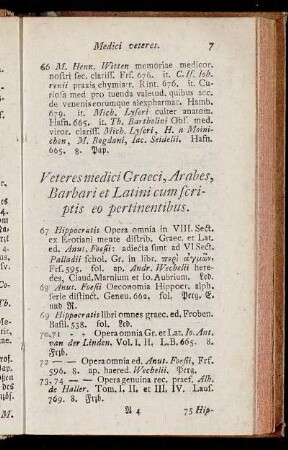 Medici veteres. 7
66 M. Henn. Witten memoriae medicor.
nostri sec. clariss. Frf. 676. it. C. H. lob-
renii praxis chymiatr. Rint. 676. it. Cu-
riosa med pro tuenda valetud. quibus acc.
de venenis eorumque alexpharmac. Hamb.
679. it. Mich. Lyseri culter anatom.
Hafn. 665. it. Th. Bartholini Obs. med.
viror. clariss. Mich. Lyseri, H. a Moini-
chen, M. Bogdani, Iac. Seidelii. Hafn.
665. 8. Pap.
Veteres medici Graeci, Arabes,
Barbari et Latini cum scri-
ptis eo pertinentibus.
67 Hippocratis Opera omnia in VIII. Sect.
ex Erotiani mente distrib. Graec. et Lat.
ed. Anut. Foesii: adiecta sunt ad VI Sect.
Palladii schol. Gr. in libr. περὶ ἀγμῶν.
Frf. 595. fol. ap. Andr. Wechelii here-
des, Claud. Marnium et Io. Aubrium. Led.
68 Anut. Foesii Oeconomia Hippocr. alph.
serie distinct. Geneu. 662. fol. Perg. E.
und R.
69 Hippocratis libri omnes graec. ed. Froben.
Basil. 538. fol. Led.
70, 71 — — Opera omnia Gr. et Lat. Io. Ant.
van der Linden. Vol. I. II. L. B. 665. 8.
Frzb.
72 — — Opera omnia ed. Anut. Foesii, Frf.
596. 8. ap. haered. Wechelii. Perg.
73, 74 — — Opera genuina rec. praef. Alb.
de Haller. Tom. I. II. et III. IV. Lauf.
769. 8. Frzb.
A 4 75 Hip-